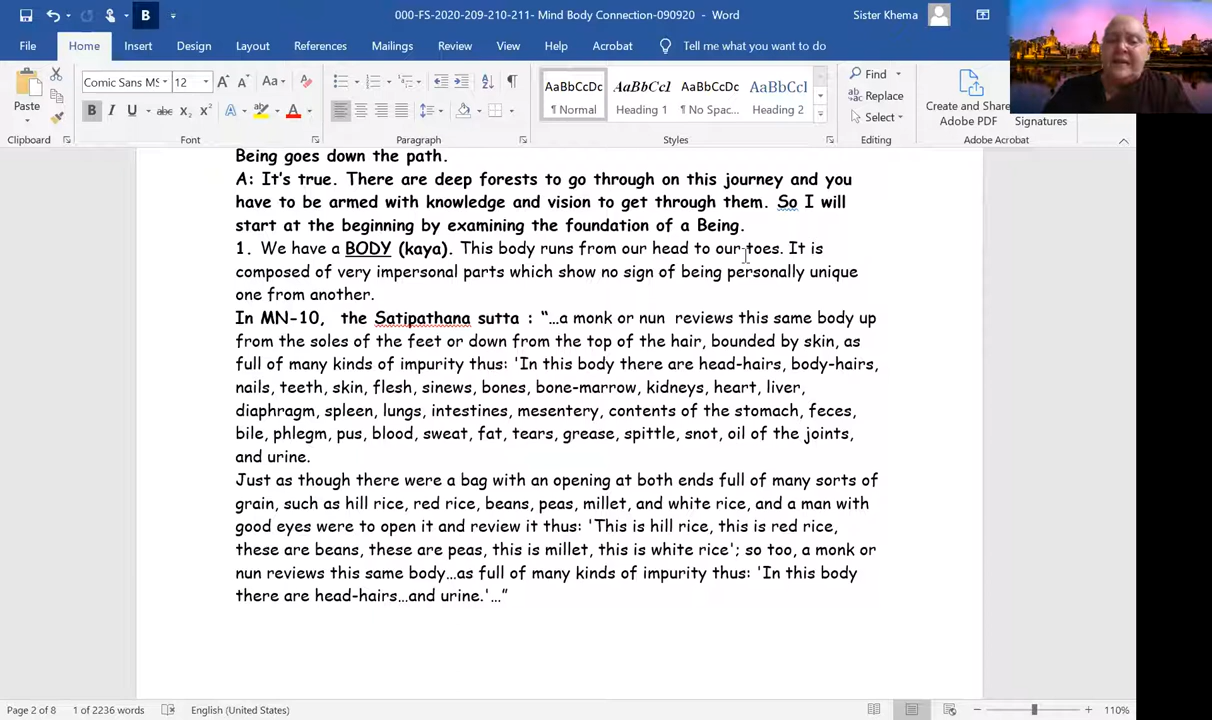 000-FS-2020-209-210-211- Mind Body Connection-090920 - Word
Sister Khema
File Home Insert Design Layout References Mailings Review View Help Acrobat Tell me what you want to do
Paste
Comic Sans MS 12
AaBbCcDc AaBbCcl AaBbCcDc AaBbCcl
¶ Normal Heading 1 ¶ No Spac... Heading 2
Find
Replace
Select
Create and Share
Adobe PDF
Signatures
Clipboard Font Paragraph Styles Editing Adobe Acrobat
Being goes down the path.
A: It's true. There are deep forests to go through on this journey and you
have to be armed with knowledge and vision to get through them. So I will
start at the beginning by examining the foundation of a Being.
1. We have a BODY (kaya). This body runs from our head to our toes. It is
composed of very impersonal parts which show no sign of being personally unique
one from another.
In MN-10, the Satipathana sutta : “…a monk or nun reviews this same body up
from the soles of the feet or down from the top of the hair, bounded by skin, as
full of many kinds of impurity thus: 'In this body there are head-hairs, body-hairs,
nails, teeth, skin, flesh, sinews, bones, bone-marrow, kidneys, heart, liver,
diaphragm, spleen, lungs, intestines, mesentery, contents of the stomach, feces,
bile, phlegm, pus, blood, sweat, fat, tears, grease, spittle, snot, oil of the joints,
and urine.
Just as though there were a bag with an opening at both ends full of many sorts of
grain, such as hill rice, red rice, beans, peas, millet, and white rice, and a man with
good eyes were to open it and review it thus: 'This is hill rice, this is red rice,
these are beans, these are peas, this is millet, this is white rice'; so too, a monk or
nun reviews this same body…as full of many kinds of impurity thus: 'In this body
there are head-hairs…and urine.'…”
Page 2 of 8 1 of 2236 words English (United States) 110%